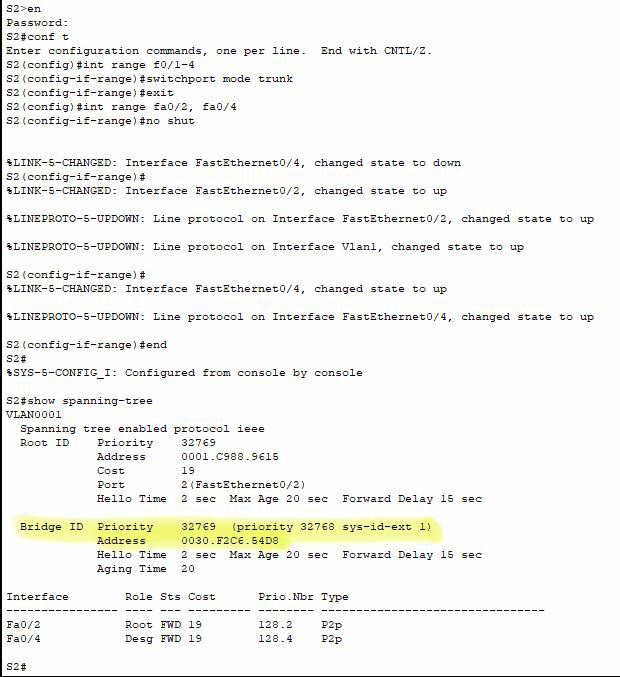 S2>en
Password:
S2#conf t
Enter configuration commands, one per line.  End with CNTL/Z.
S2(config)#int range f0/1-4
S2(config-if-range)#switchport mode trunk
S2(config-if-range)#exit
S2(config)#int range fa0/2, fa0/4
S2(config-if-range)#no shut
%LINK-5-CHANGED: Interface FastEthernet0/4, changed state to down
S2(config-if-range)#
%LINK-5-CHANGED: Interface FastEthernet0/2, changed state to up
%LINEPROTO-5-UPDOWN: Line protocol on Interface FastEthernet0/2, changed state to up
%LINEPROTO-5-UPDOWN: Line protocol on Interface Vlan1, changed state to up
S2(config-if-range)#
%LINK-5-CHANGED: Interface FastEthernet0/4, changed state to up
%LINEPROTO-5-UPDOWN: Line protocol on Interface FastEthernet0/4, changed state to up
S2(config-if-range)#end
S2#
%SYS-5-CONFIG_I: Configured from console by console
S2#show spanning-tree
VLAN0001
  Spanning tree enabled protocol ieee
  Root ID    Priority    32769
             Address     0001.C988.9615
             Cost        19
             Port        2(FastEthernet0/2)
             Hello Time  2 sec  Max Age 20 sec  Forward Delay 15 sec
  Bridge ID  Priority    32769  (priority 32768 sys-id-ext 1)
             Address     0030.F2C6.54D8
             Hello Time  2 sec  Max Age 20 sec  Forward Delay 15 sec
             Aging Time  20
Interface        Role Sts Cost      Prio.Nbr Type
---------------- ---- --- --------- -------- --------------------------------
Fa0/2            Root FWD 19        128.2    P2p
Fa0/4            Desg FWD 19        128.4    P2p
S2#